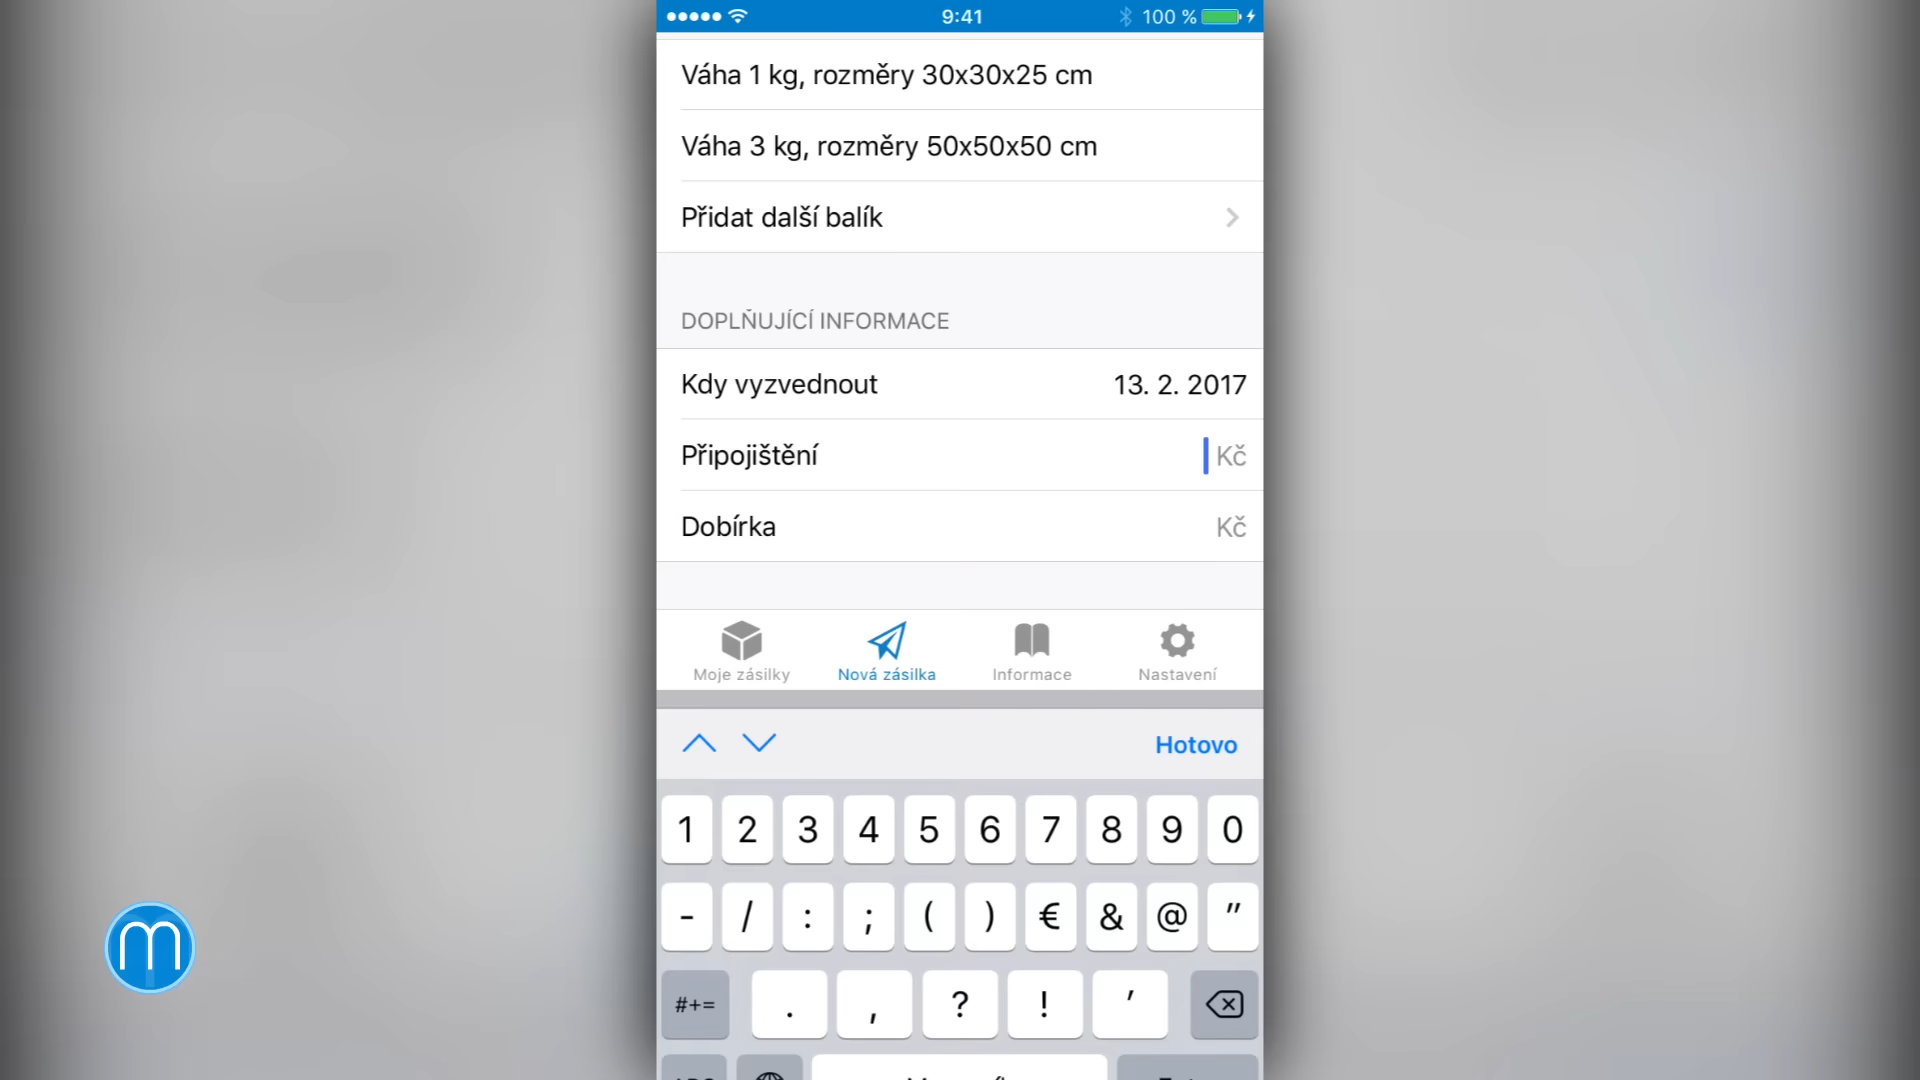 9:41
100 %
Váha 1 kg, rozměry 30x30x25 cm
Váha 3 kg, rozměry 50x50x50 cm
Přidat další balík
DOPLŇUJÍCÍ INFORMACE
Kdy vyzvednout 13. 2. 2017
Připojištění Kč
Dobírka Kč
Moje zásilky Nová zásilka Informace Nastavení
Hotovo
1 2 3 4 5 6 7 8 9 0
- / : ; ( ) € & @ "
#+= . , ? ! '
m